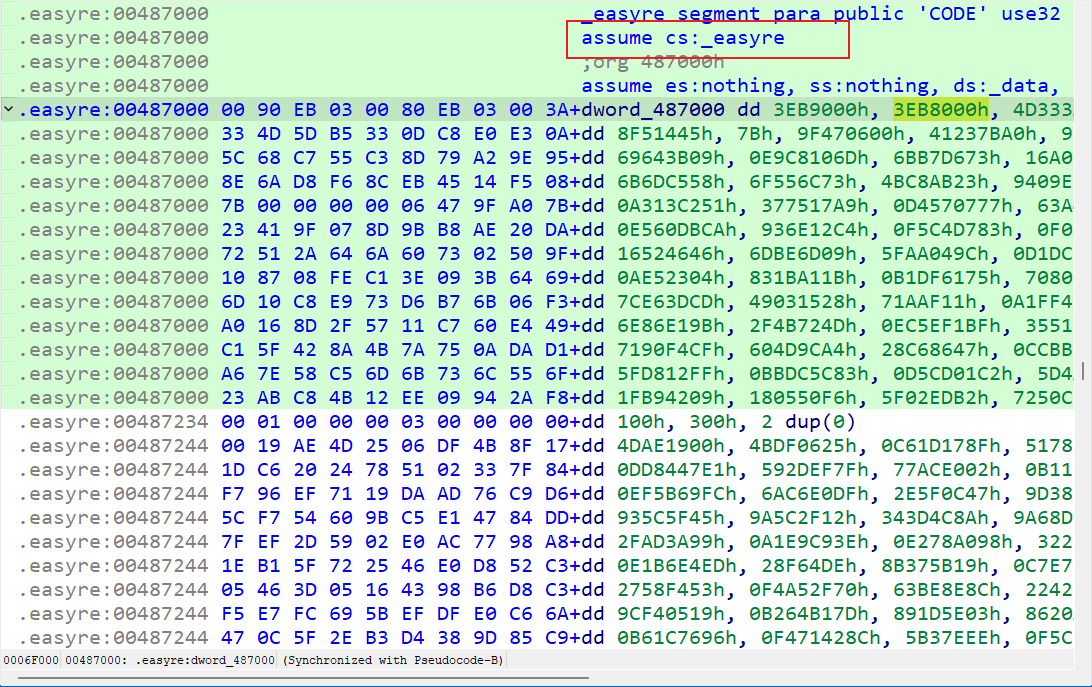 .easyre:00487000 _easyre segment para public 'CODE' use32
.easyre:00487000 assume cs:_easyre
.easyre:00487000 ;org 487000h
.easyre:00487000 assume es:nothing, ss:nothing, ds:_data,
.easyre:00487000 00 90 EB 03 00 80 EB 03 00 3A+dword_487000 dd 3EB9000h, 3EB8000h, 4D333
.easyre:00487000 33 4D 5D B5 33 0D C8 E0 E3 0A+dd 8F51445h, 7Bh, 9F470600h, 41237BA0h, 9
.easyre:00487000 5C 68 C7 55 C3 8D 79 A2 9E 95+dd 69643B09h, 0E9C8106Dh, 6BB7D673h, 16A0
.easyre:00487000 8E 6A D8 F6 8C EB 45 14 F5 08+dd 6B6DC558h, 6F556C73h, 4BC8AB23h, 9409E
.easyre:00487000 7B 00 00 00 00 06 47 9F A0 7B+dd 0A313C251h, 377517A9h, 0D4570777h, 63A
.easyre:00487000 23 41 9F 07 8D 9B B8 AE 20 DA+dd 0E560DBCAh, 936E12C4h, 0F5C4D783h, 0F0
.easyre:00487000 72 51 2A 64 6A 60 73 02 50 9F+dd 16524646h, 6DBE6D09h, 5FAA049Ch, 0D1DC
.easyre:00487000 10 87 08 FE C1 3E 09 3B 64 69+dd 0AE52304h, 831BA11Bh, 0B1DF6175h, 7080
.easyre:00487000 6D 10 C8 E9 73 D6 B7 6B 06 F3+dd 7CE63DCDh, 49031528h, 71AAF11h, 0A1FF4
.easyre:00487000 A0 16 8D 2F 57 11 C7 60 E4 49+dd 6E86E19Bh, 2F4B724Dh, 0EC5EF1BFh, 3551
.easyre:00487000 C1 5F 42 8A 4B 7A 75 0A DA D1+dd 7190F4CFh, 604D9CA4h, 28C68647h, 0CCBB
.easyre:00487000 A6 7E 58 C5 6D 6B 73 6C 55 6F+dd 5FD812FFh, 0BBDC5C83h, 0D5CD01C2h, 5D4
.easyre:00487000 23 AB C8 4B 12 EE 09 94 2A F8+dd 1FB94209h, 180550F6h, 5F02EDB2h, 7250C
.easyre:00487234 00 01 00 00 00 03 00 00 00 00+dd 100h, 300h, 2 dup(0)
.easyre:00487244 00 19 AE 4D 25 06 DF 4B 8F 17+dd 4DAE1900h, 4BDF0625h, 0C61D178Fh, 5178
.easyre:00487244 1D C6 20 24 78 51 02 33 7F 84+dd 0DD8447E1h, 592DEF7Fh, 77ACE002h, 0B11
.easyre:00487244 F7 96 EF 71 19 DA AD 76 C9 D6+dd 0EF5B69FCh, 6AC6E0DFh, 2E5F0C47h, 9D38
.easyre:00487244 5C F7 54 60 9B C5 E1 47 84 DD+dd 935C5F45h, 9A5C2F12h, 343D4C8Ah, 9A68D
.easyre:00487244 7F EF 2D 59 02 E0 AC 77 98 A8+dd 2FAD3A99h, 0A1E9C93Eh, 0E278A098h, 322
.easyre:00487244 1E B1 5F 72 25 46 E0 D8 52 C3+dd 0E1B6E4EDh, 28F64DEh, 8B375B19h, 0C7E7
.easyre:00487244 05 46 3D 05 16 43 98 B6 D8 C3+dd 2758F453h, 0F4A52F70h, 63BE8E8Ch, 2242
.easyre:00487244 F5 E7 FC 69 5B EF DF E0 C6 6A+dd 9CF40519h, 0B264B17Dh, 891D5E03h, 8620
.easyre:00487244 47 0C 5F 2E B3 D4 38 9D 85 C9+dd 0B61C7696h, 0F471428Ch, 5B37EEEh, 0F5C
0006F000 00487000: .easyre:dword_487000 (Synchronized with Pseudocode-B)